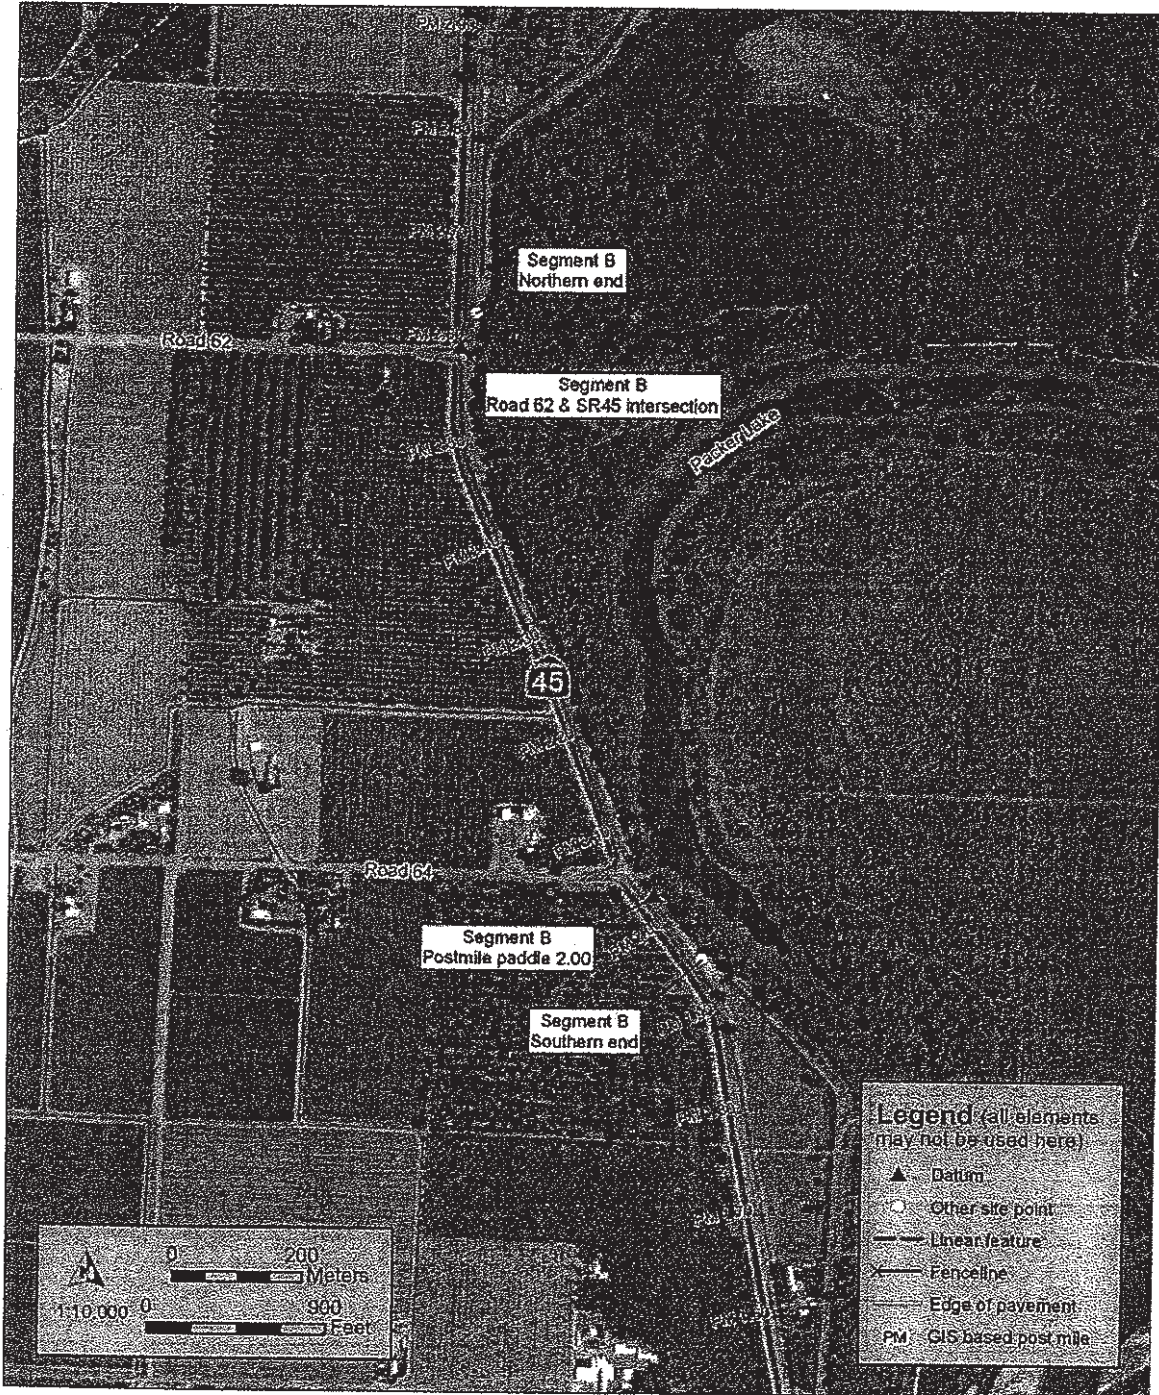 Segment B
Northern end
Road 62
Segment B
Road 62 & SR45 intersection
Packer Lake
45
Road 64
Segment B
Postmile paddle 2.00
Segment B
Southern end
Legend (all elements
may not be used here)
Datum
Other site point
Linear feature
Fenceline
Edge of pavement
PM GIS based post mile
0 200
Meters
1:10,000
0 900
Feet